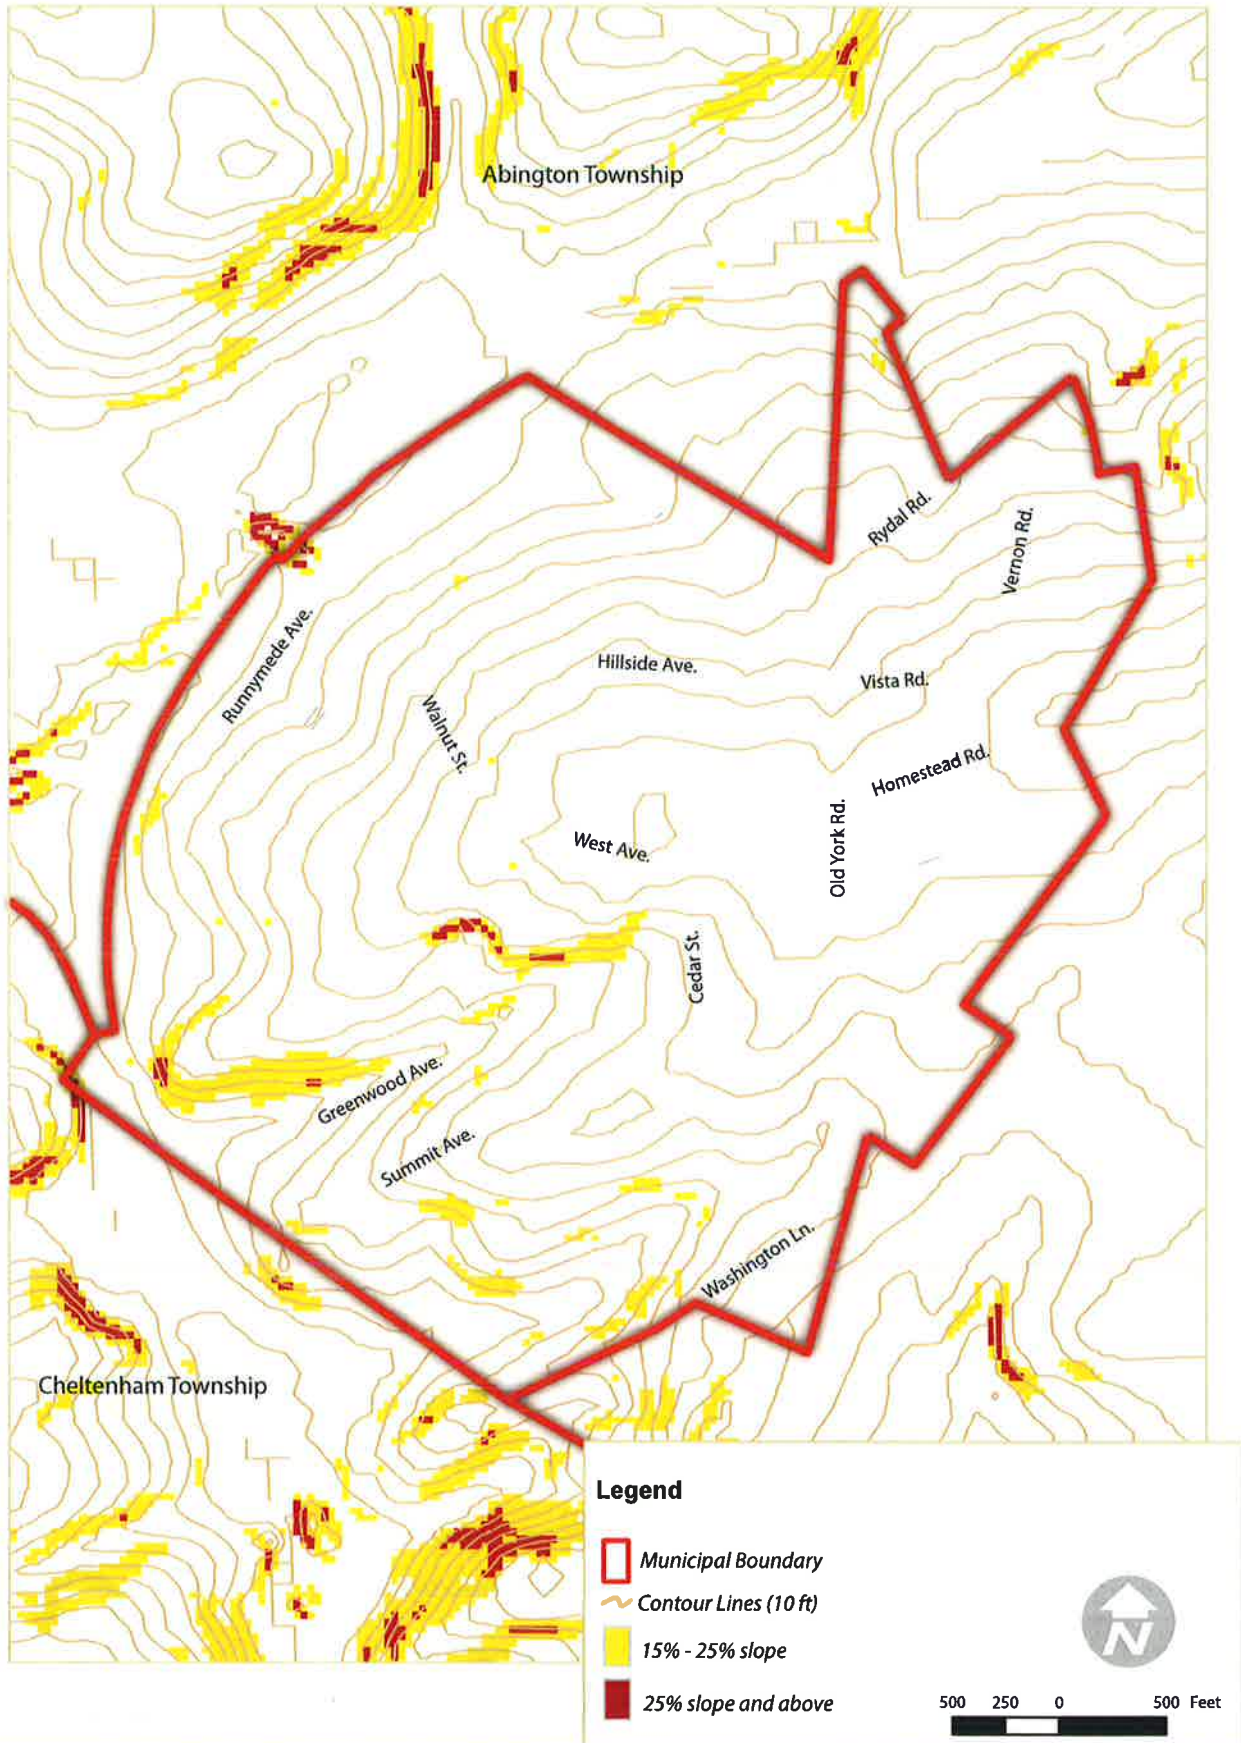 Abington Township
Rydal Rd.
Vernon Rd.
Runnymede Ave.
Hillside Ave.
Vista Rd.
Walnut St.
Homestead Rd.
Old York Rd.
West Ave.
Cedar St.
Greenwood Ave.
Summit Ave.
Washington Ln.
Cheltenham Township
Legend
Municipal Boundary
Contour Lines (10 ft)
15% - 25% slope
25% slope and above
N
500 250 0 500 Feet